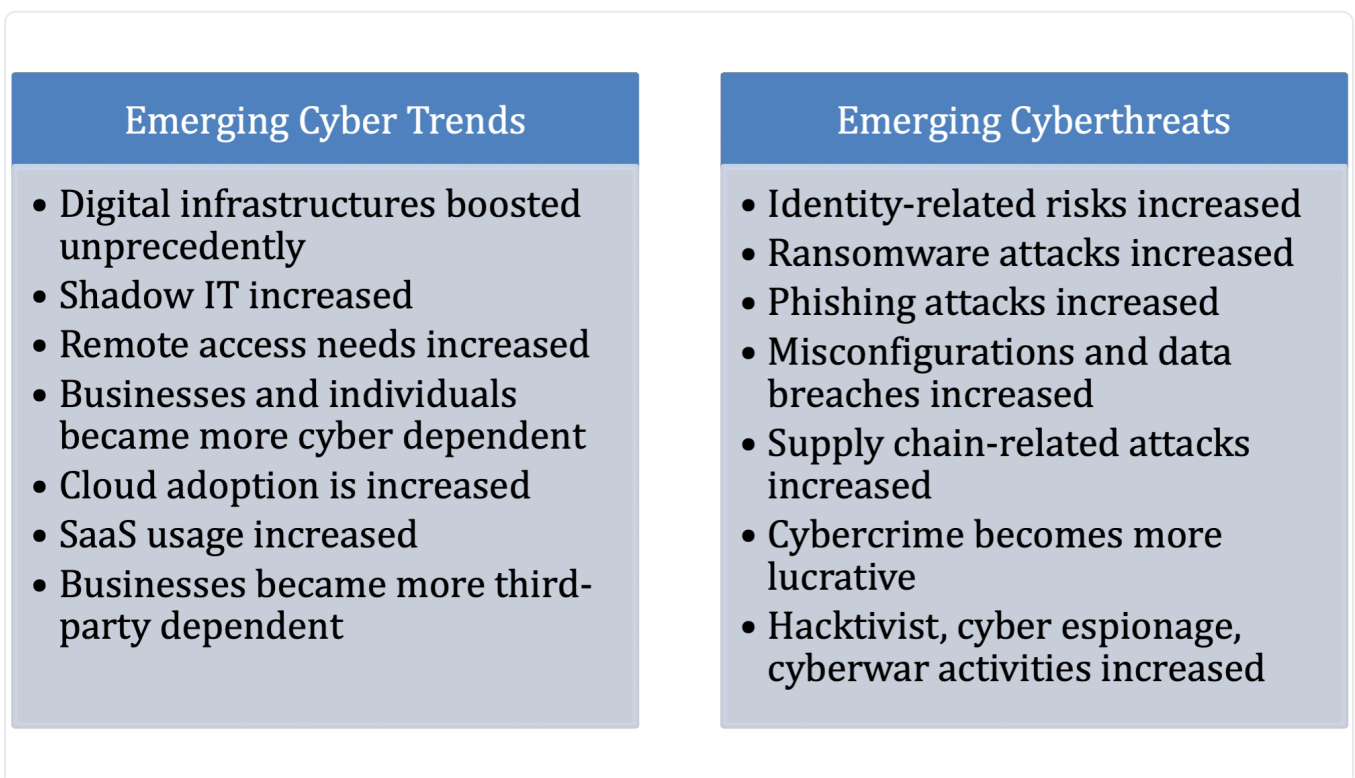 Emerging Cyber Trends
• Digital infrastructures boosted
unprecedently
• Shadow IT increased
• Remote access needs increased
• Businesses and individuals
became more cyber dependent
• Cloud adoption is increased
• SaaS usage increased
• Businesses became more third-
party dependent
Emerging Cyberthreats
• Identity-related risks increased
• Ransomware attacks increased
• Phishing attacks increased
• Misconfigurations and data
breaches increased
• Supply chain-related attacks
increased
• Cybercrime becomes more
lucrative
• Hacktivist, cyber espionage,
cyberwar activities increased